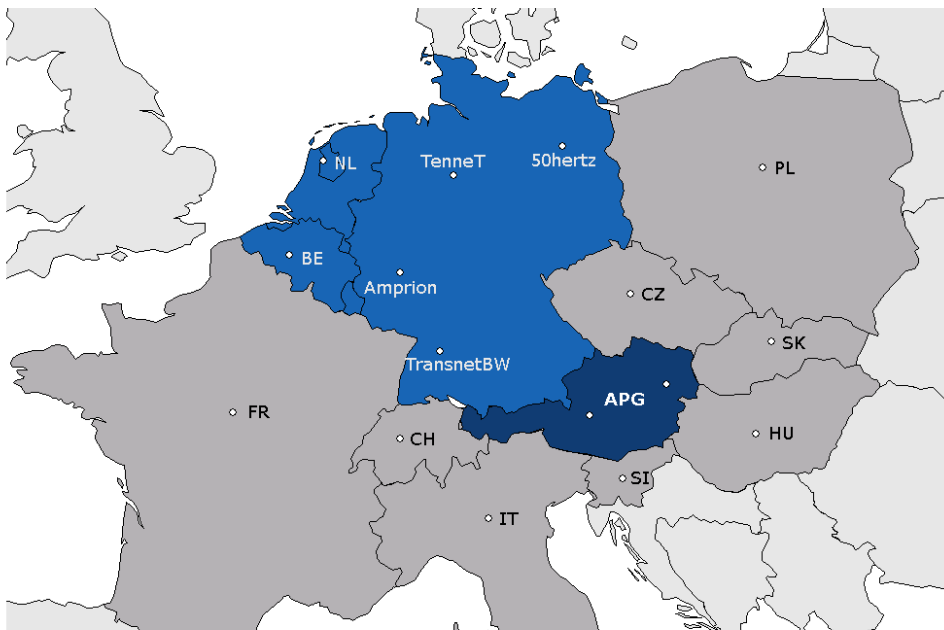 NL
TenneT
50hertz
PL
BE
Amprion
CZ
SK
TransnetBW
APG
FR
CH
HU
SI
IT